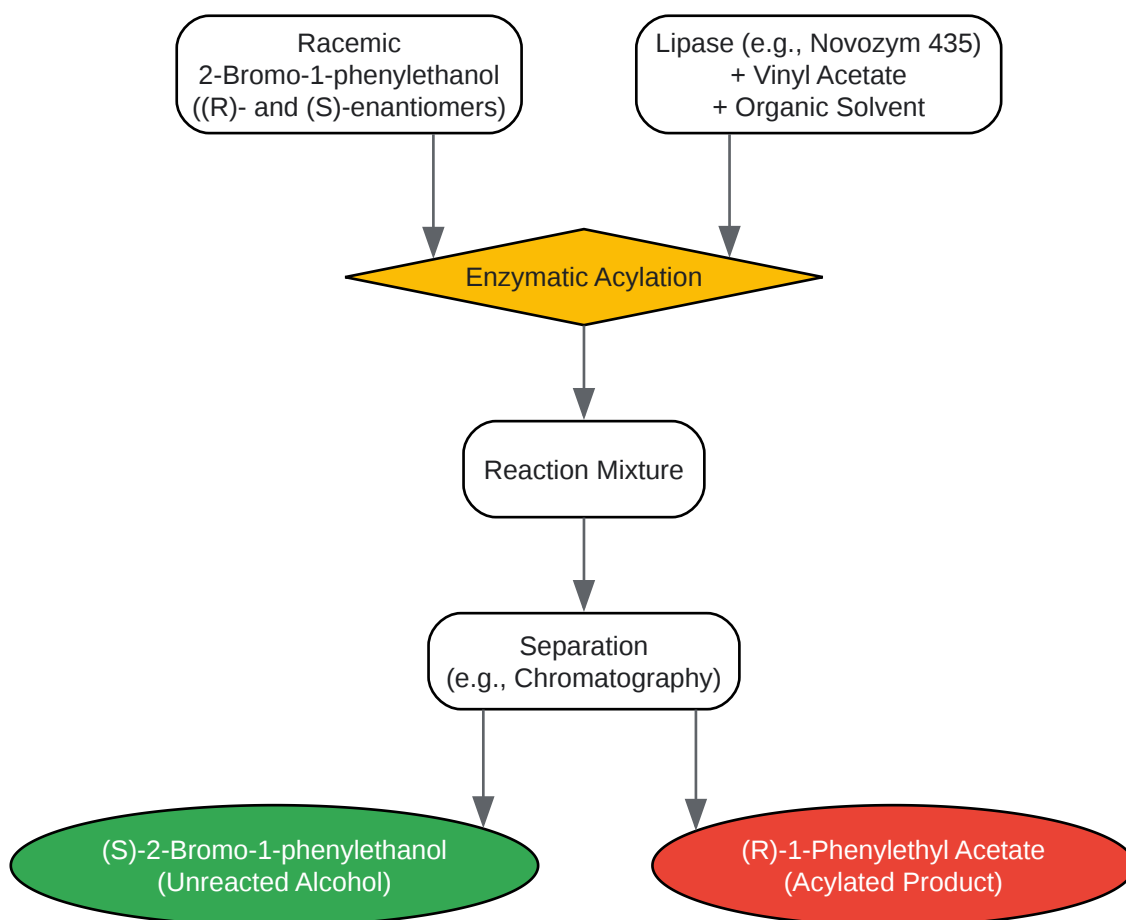 Racemic
2-Bromo-1-phenylethanol
((R)- and (S)-enantiomers)
Lipase (e.g., Novozym 435)
+ Vinyl Acetate
+ Organic Solvent
Enzymatic Acylation
Reaction Mixture
Separation
(e.g., Chromatography)
(S)-2-Bromo-1-phenylethanol
(Unreacted Alcohol)
(R)-1-Phenylethyl Acetate
(Acylated Product)